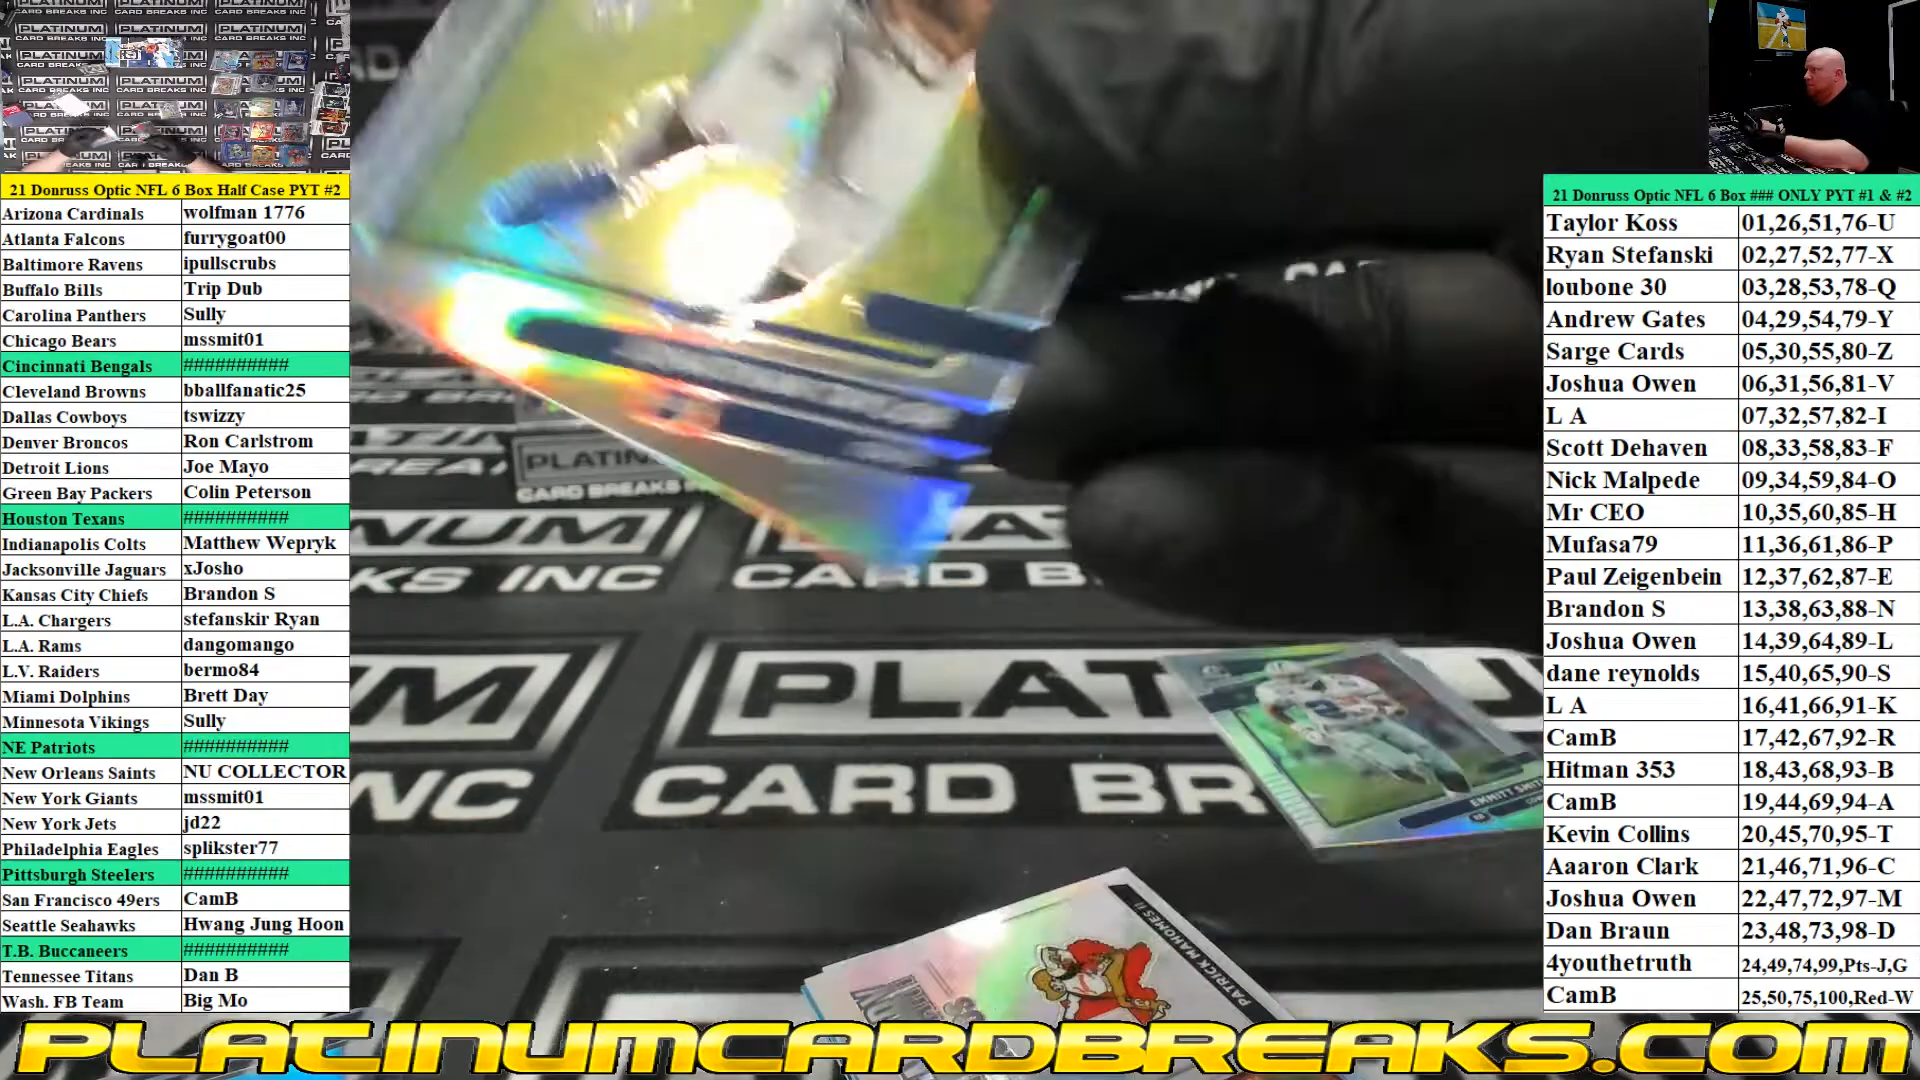 21 Donruss Optic NFL 6 Box Half Case PYT #2
Arizona Cardinals wolfman 1776
Atlanta Falcons furrygoat00
Baltimore Ravens ipullscrubs
Buffalo Bills Trip Dub
Carolina Panthers Sully
Chicago Bears mssmit01
Cincinnati Bengals ##########
Cleveland Browns bballfanatic25
Dallas Cowboys tswizzy
Denver Broncos Ron Carlstrom
Detroit Lions Joe Mayo
Green Bay Packers Colin Peterson
Houston Texans ##########
Indianapolis Colts Matthew Wepryk
Jacksonville Jaguars xJosho
Kansas City Chiefs Brandon S
L.A. Chargers stefanskir Ryan
L.A. Rams dangomango
L.V. Raiders bermo84
Miami Dolphins Brett Day
Minnesota Vikings Sully
NE Patriots ##########
New Orleans Saints NU COLLECTOR
New York Giants mssmit01
New York Jets jd22
Philadelphia Eagles splikster77
Pittsburgh Steelers ##########
San Francisco 49ers CamB
Seattle Seahawks Hwang Jung Hoon
T.B. Buccaneers ##########
Tennessee Titans Dan B
Wash. FB Team Big Mo
21 Donruss Optic NFL 6 Box ### ONLY PYT #1 & #2
Taylor Koss 01,26,51,76-U
Ryan Stefanski 02,27,52,77-X
loubone 30 03,28,53,78-Q
Andrew Gates 04,29,54,79-Y
Sarge Cards 05,30,55,80-Z
Joshua Owen 06,31,56,81-V
L A 07,32,57,82-I
Scott Dehaven 08,33,58,83-F
Nick Malpede 09,34,59,84-O
Mr CEO 10,35,60,85-H
Mufasa79 11,36,61,86-P
Paul Zeigenbein 12,37,62,87-E
Brandon S 13,38,63,88-N
Joshua Owen 14,39,64,89-L
dane reynolds 15,40,65,90-S
L A 16,41,66,91-K
CamB 17,42,67,92-R
Hitman 353 18,43,68,93-B
CamB 19,44,69,94-A
Kevin Collins 20,45,70,95-T
Aaaron Clark 21,46,71,96-C
Joshua Owen 22,47,72,97-M
Dan Braun 23,48,73,98-D
4youthetruth 24,49,74,99,Pts-J,G
CamB 25,50,75,100,Red-W
PLATINUM
CARD BREAKS INC
EMMITT
PATRICK MAHOMES II
PLATINUMCARDBREAKS.COM